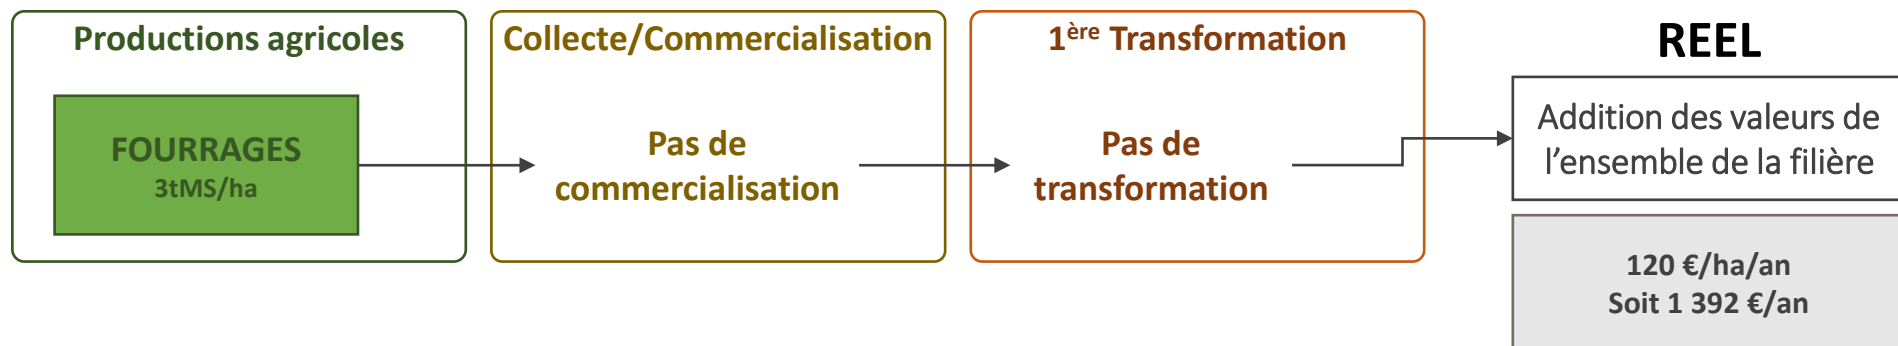 Productions agricoles
FOURRAGES
3tMS/ha
Collecte/Commercialisation
Pas de
commercialisation
1ère Transformation
Pas de
transformation
REEL
Addition des valeurs de
l’ensemble de la filière
120 €/ha/an
Soit 1 392 €/an